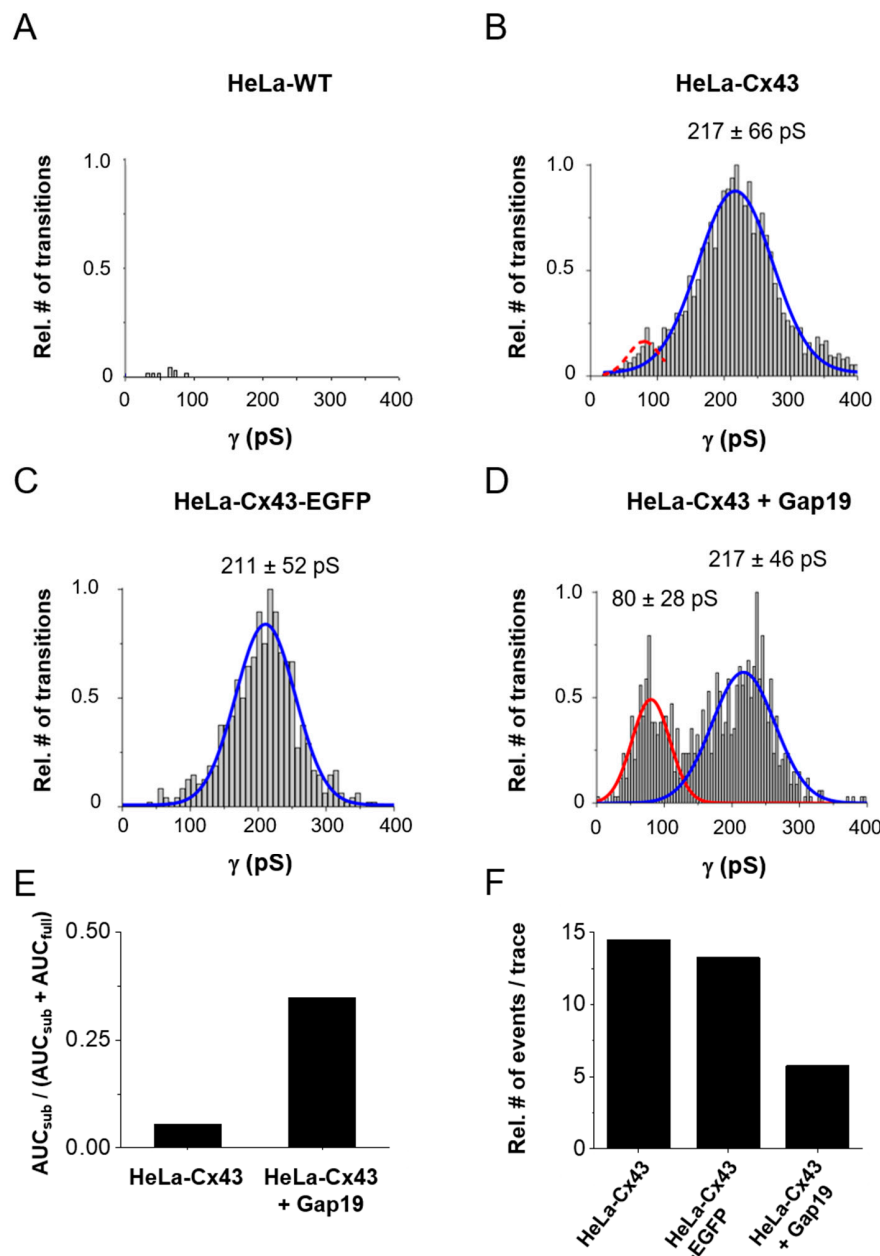 A
HeLa-WT
Rel. # of transitions
1.0
0.5
0
0 100 200 300 400
γ (pS)
B
HeLa-Cx43
217 ± 66 pS
Rel. # of transitions
1.0
0.5
0
0 100 200 300 400
γ (pS)
C
HeLa-Cx43-EGFP
211 ± 52 pS
Rel. # of transitions
1.0
0.5
0
0 100 200 300 400
γ (pS)
D
HeLa-Cx43 + Gap19
217 ± 46 pS
80 ± 28 pS
Rel. # of transitions
1.0
0.5
0
0 100 200 300 400
γ (pS)
E
AUCsub / (AUCsub + AUCfull)
0.50
0.25
0.00
HeLa-Cx43
HeLa-Cx43
+ Gap19
F
Rel. # of events / trace
15
10
5
0
HeLa-Cx43
HeLa-Cx43
-EGFP
HeLa-Cx43
+ Gap19